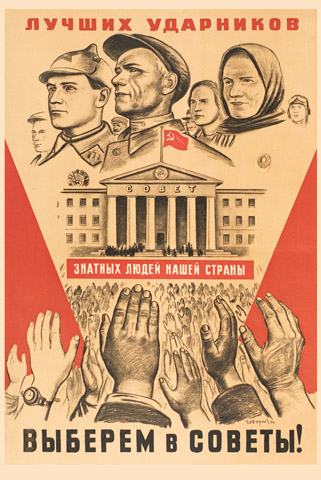 ЛУЧШИХ УДАРНИКОВ
СОВЕТ
ЗНАТНЫХ ЛЮДЕЙ НАШЕЙ СТРАНЫ
ВЫБЕРЕМ В СОВЕТЫ!